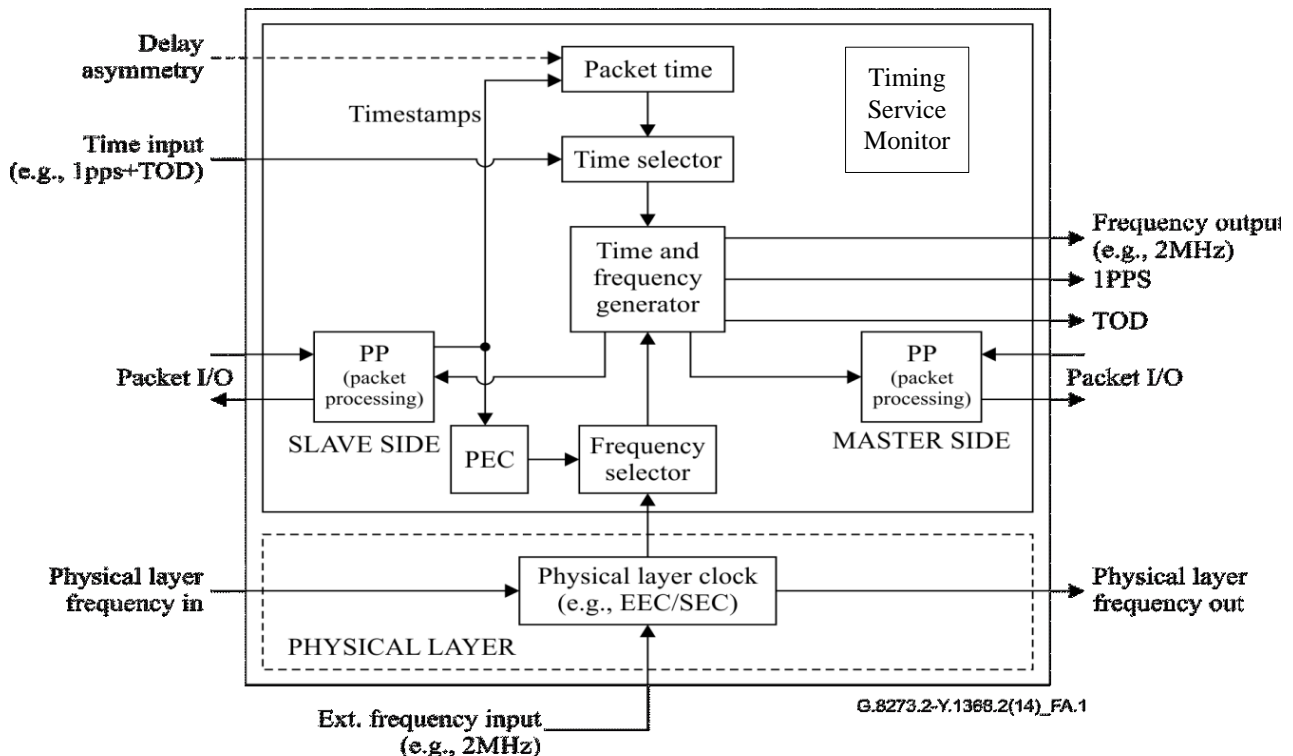 Delay
asymmetry
Packet time
Timing
Service
Monitor
Timestamps
Time input
(e.g., 1pps+TOD)
Time selector
Time and
frequency
generator
Frequency output
(e.g., 2MHz)
1PPS
TOD
PP
(packet
processing)
Packet I/O
SLAVE SIDE
PP
(packet
processing)
Packet I/O
MASTER SIDE
PEC
Frequency
selector
Physical layer
frequency in
Physical layer clock
(e.g., EEC/SEC)
Physical layer
frequency out
PHYSICAL LAYER
Ext. frequency input
(e.g., 2MHz)
G.8273.2-Y.1368.2(14)_FA.1